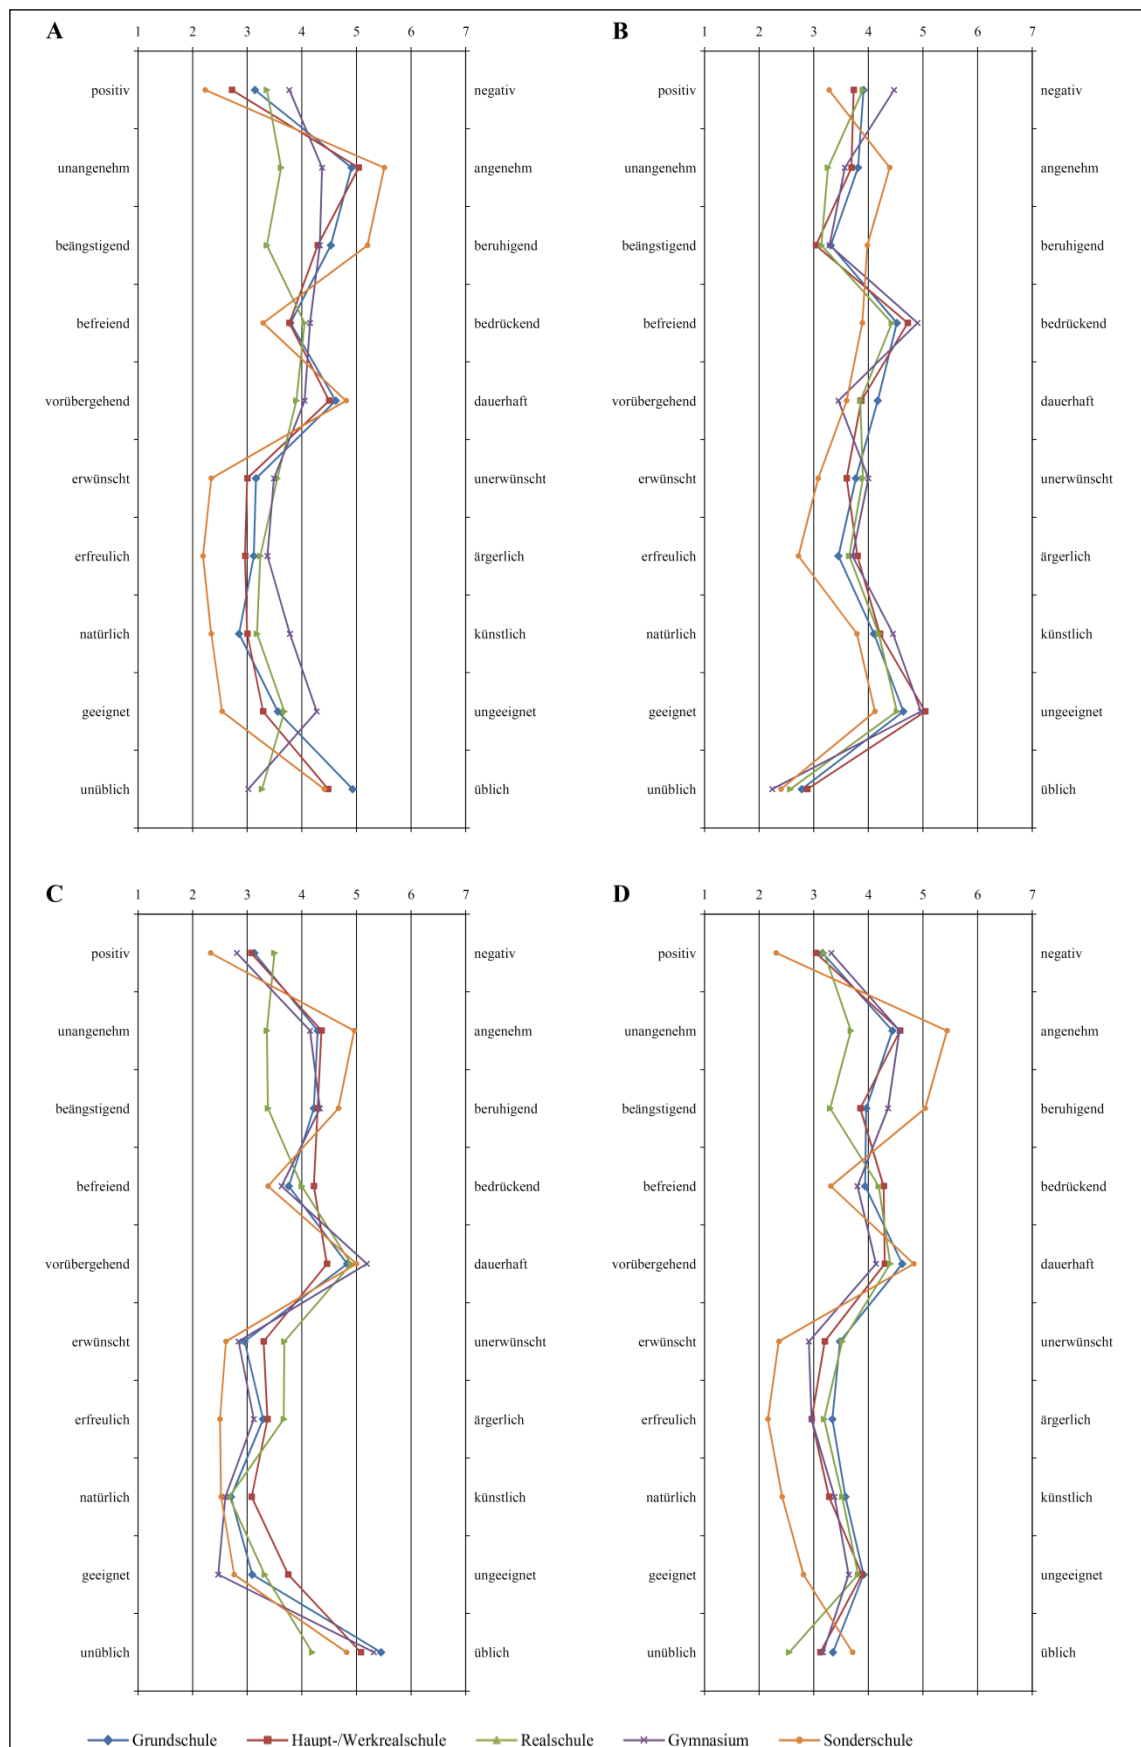 A 1 2 3 4 5 6 7
positiv negativ
unangenehm angenehm
beängstigend beruhigend
befreiend bedrückend
vorübergehend dauerhaft
erwünscht unerwünscht
erfreulich ärgerlich
natürlich künstlich
geeignet ungeeignet
unüblich üblich
B 1 2 3 4 5 6 7
positiv negativ
unangenehm angenehm
beängstigend beruhigend
befreiend bedrückend
vorübergehend dauerhaft
erwünscht unerwünscht
erfreulich ärgerlich
natürlich künstlich
geeignet ungeeignet
unüblich üblich
C 1 2 3 4 5 6 7
positiv negativ
unangenehm angenehm
beängstigend beruhigend
befreiend bedrückend
vorübergehend dauerhaft
erwünscht unerwünscht
erfreulich ärgerlich
natürlich künstlich
geeignet ungeeignet
unüblich üblich
D 1 2 3 4 5 6 7
positiv negativ
unangenehm angenehm
beängstigend beruhigend
befreiend bedrückend
vorübergehend dauerhaft
erwünscht unerwünscht
erfreulich ärgerlich
natürlich künstlich
geeignet ungeeignet
unüblich üblich
Grundschule Haupt-/Werkrealschule Realschule Gymnasium Sonderschule